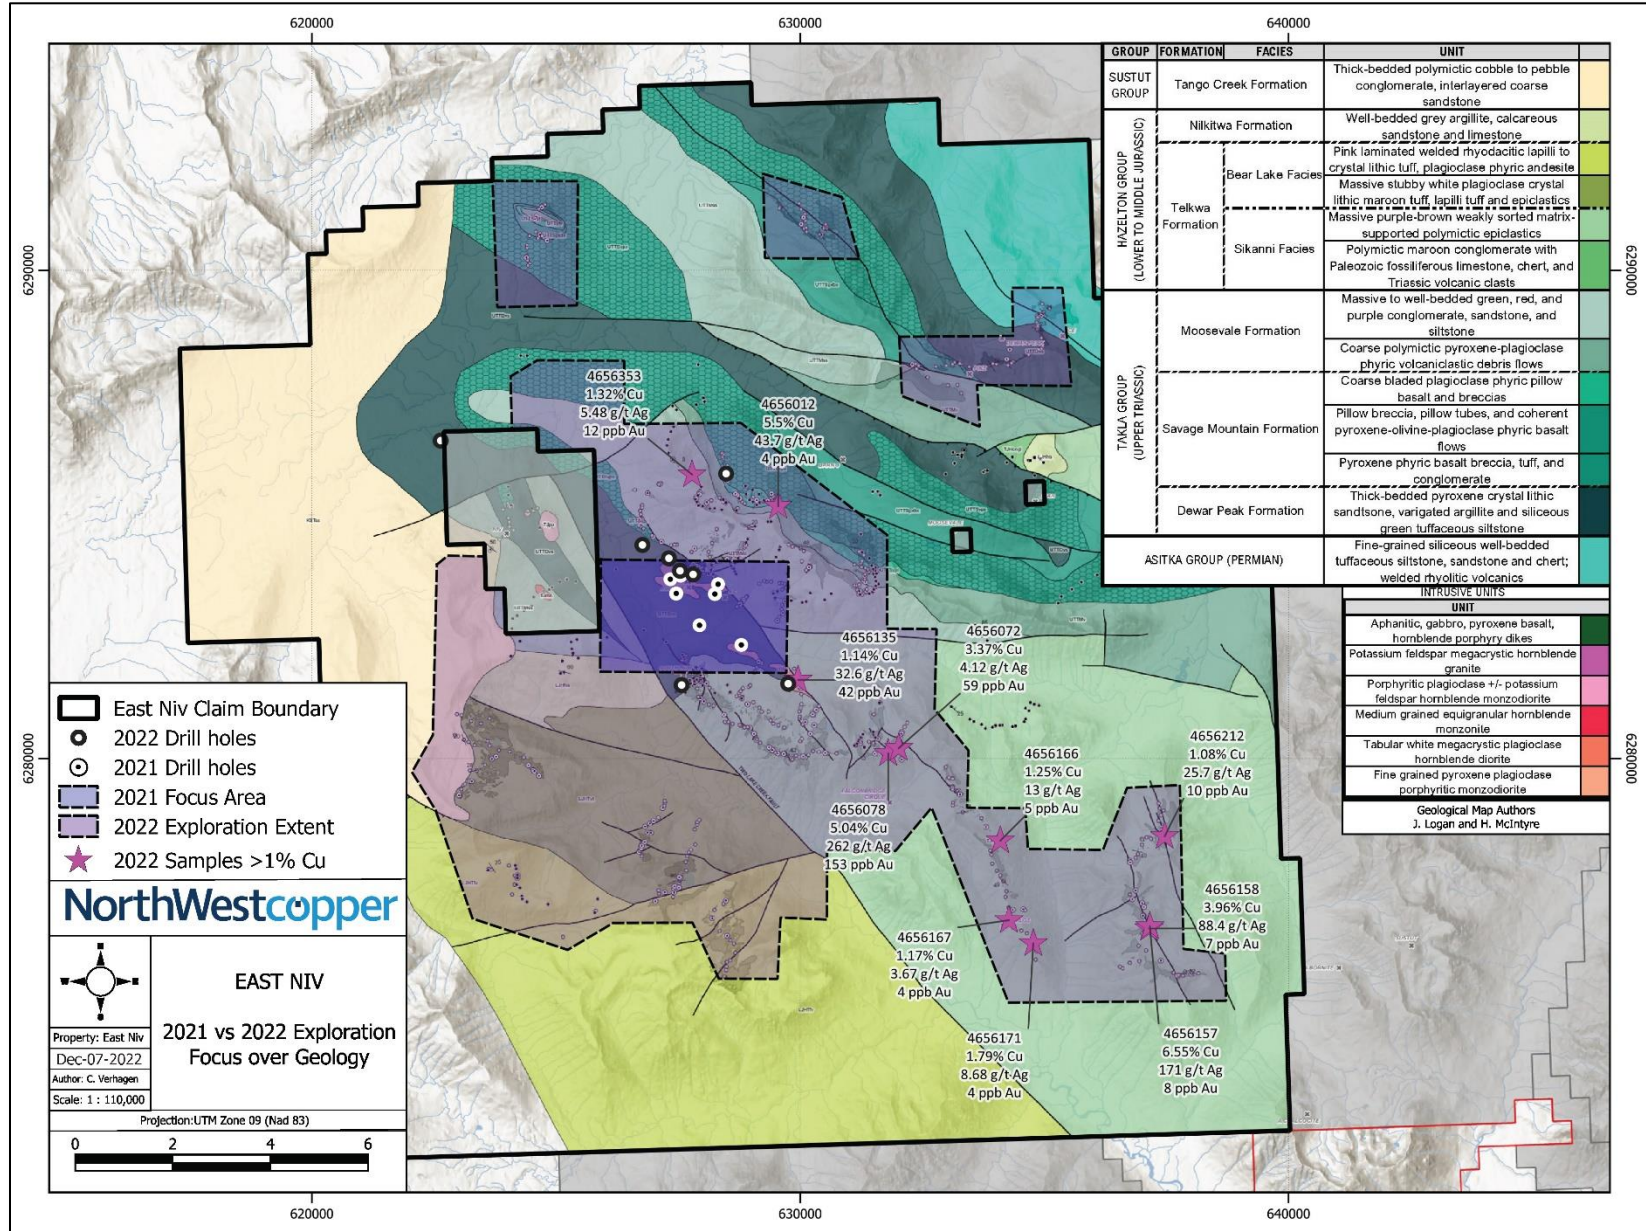 620000
630000
640000
6290000
6280000
6290000
6280000
620000
630000
640000
GROUP
FORMATION
FACIES
UNIT
SUSTUT
GROUP
Tango Creek Formation
Thick-bedded polymictic cobble to pebble
conglomerate, interlayered coarse
sandstone
HAZELTON GROUP
(LOWER TO MIDDLE JURASSIC)
Nilkitwa Formation
Well-bedded grey argillite, calcareous
sandstone and limestone
Telkwa
Formation
Bear Lake Facies
Pink laminated welded rhyodacitic lapilli to
crystal lithic tuff, plagioclase phyric andesite
Massive stubby white plagioclase crystal
lithic maroon tuff, lapilli tuff and epiclastics
Sikanni Facies
Massive purple-brown weakly sorted matrix-
supported polymictic epiclastics
Polymictic maroon conglomerate with
Paleozoic fossiliferous limestone, chert, and
Triassic volcanic clasts
TAKLA GROUP
(UPPER TRIASSIC)
Moosevale Formation
Massive to well-bedded green, red, and
purple conglomerate, sandstone, and
siltstone
Coarse polymictic pyroxene-plagioclase
phyric volcaniclastic debris flows
Savage Mountain Formation
Coarse bladed plagioclase phyric pillow
basalt and breccias
Pillow breccia, pillow tubes, and coherent
pyroxene-olivine-plagioclase phyric basalt
flows
Pyroxene phyric basalt breccia, tuff, and
conglomerate
Dewar Peak Formation
Thick-bedded pyroxene crystal lithic
sandtsone, varigated argillite and siliceous
green tuffaceous siltstone
ASITKA GROUP (PERMIAN)
Fine-grained siliceous well-bedded
tuffaceous siltstone, sandstone and chert;
welded rhyolitic volcanics
INTRUSIVE UNITS
UNIT
Aphanitic, gabbro, pyroxene basalt,
hornblende porphyry dikes
Potassium feldspar megacrystic hornblende
granite
Porphyritic plagioclase +/- potassium
feldspar hornblende monzodiorite
Medium grained equigranular hornblende
monzonite
Tabular white megacrystic plagioclase
hornblende diorite
Fine grained pyroxene plagioclase
porphyritic monzodiorite
Geological Map Authors
J. Logan and H. McIntyre
4656353
1.32% Cu
5.48 g/t Ag
12 ppb Au
4656012
5.5% Cu
43.7 g/t Ag
4 ppb Au
4656135
1.14% Cu
32.6 g/t Ag
42 ppb Au
4656072
3.37% Cu
4.12 g/t Ag
59 ppb Au
4656166
1.25% Cu
13 g/t Ag
5 ppb Au
4656212
1.08% Cu
25.7 g/t Ag
10 ppb Au
4656078
5.04% Cu
262 g/t Ag
153 ppb Au
4656158
3.96% Cu
88.4 g/t Ag
7 ppb Au
4656167
1.17% Cu
3.67 g/t Ag
4 ppb Au
4656171
1.79% Cu
8.68 g/t Ag
4 ppb Au
4656157
6.55% Cu
171 g/t Ag
8 ppb Au
East Niv Claim Boundary
2022 Drill holes
2021 Drill holes
2021 Focus Area
2022 Exploration Extent
2022 Samples >1% Cu
NorthWestcopper
EAST NIV
2021 vs 2022 Exploration
Focus over Geology
Property: East Niv
Dec-07-2022
Author: C. Verhagen
Scale: 1 : 110,000
Projection:UTM Zone 09 (Nad 83)
0 2 4 6